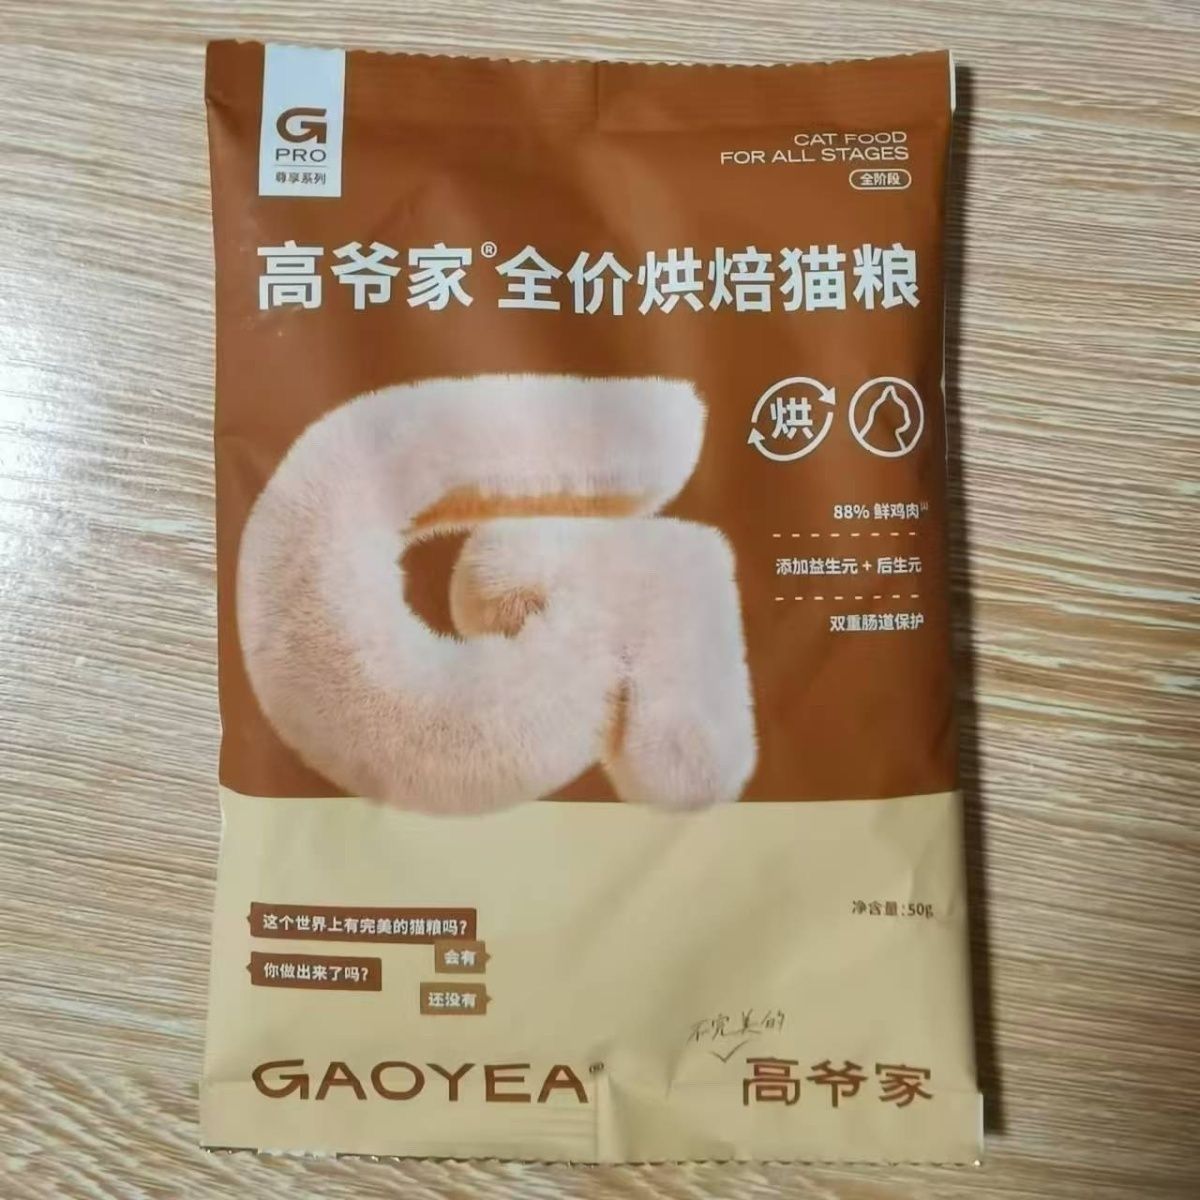 G
PRO
尊享系列
CAT FOOD
FOR ALL STAGES
全阶段
高爷家®全价烘焙猫粮
烘
88% 鲜鸡肉[1]
添加益生元 + 后生元
双重肠道保护
净含量:50g
这个世界上有完美的猫粮吗?
会有
你做出来了吗?
还没有
不完美的
GAOYEA®
高爷家